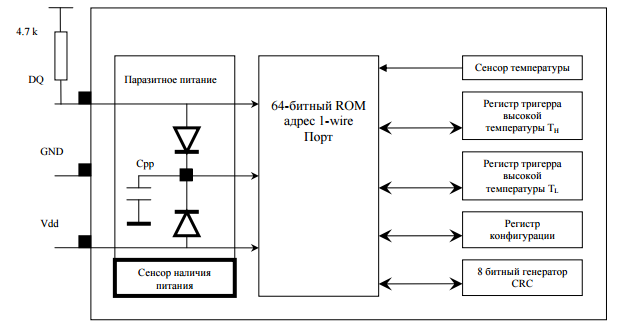 4.7 k
DQ
GND
Vdd
Паразитное питание
Cpp
Сенсор наличия
питания
64-битный ROM
адрес 1-wire
Порт
Сенсор температуры
Регистр тригерра
высокой
температуры TH
Регистр тригерра
высокой
температуры TL
Регистр
конфигурации
8 битный генератор
CRC